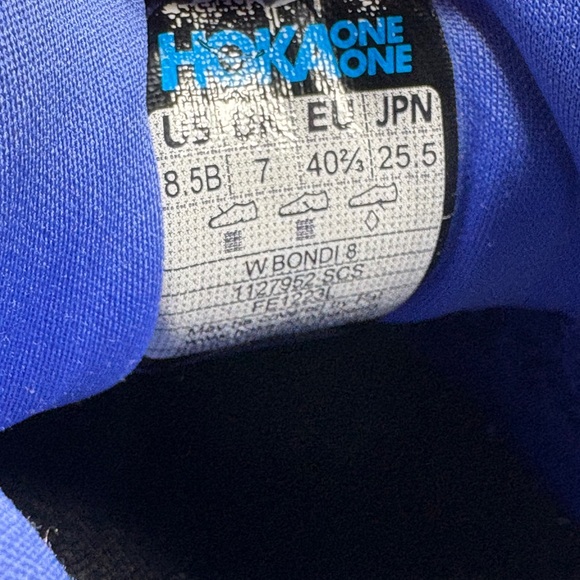 HOKA ONE ONE
US UK EU JPN
8.5B 7 40⅔ 25.5
W BONDI 8
1127952 SCS
FE1223I